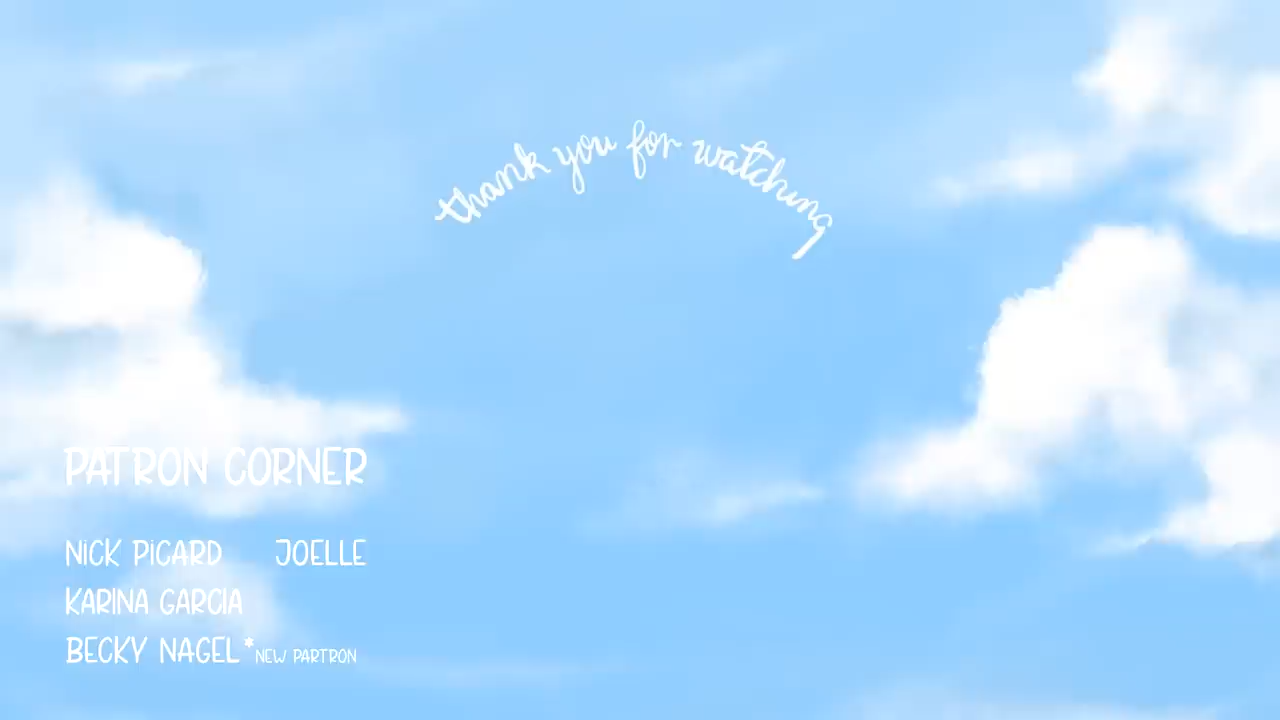 thank you for watching
PATRON CORNER
NiCK PiCARD JOELLE
KARINA GARCIA
BECKY NAGEL*NEW PARTRON